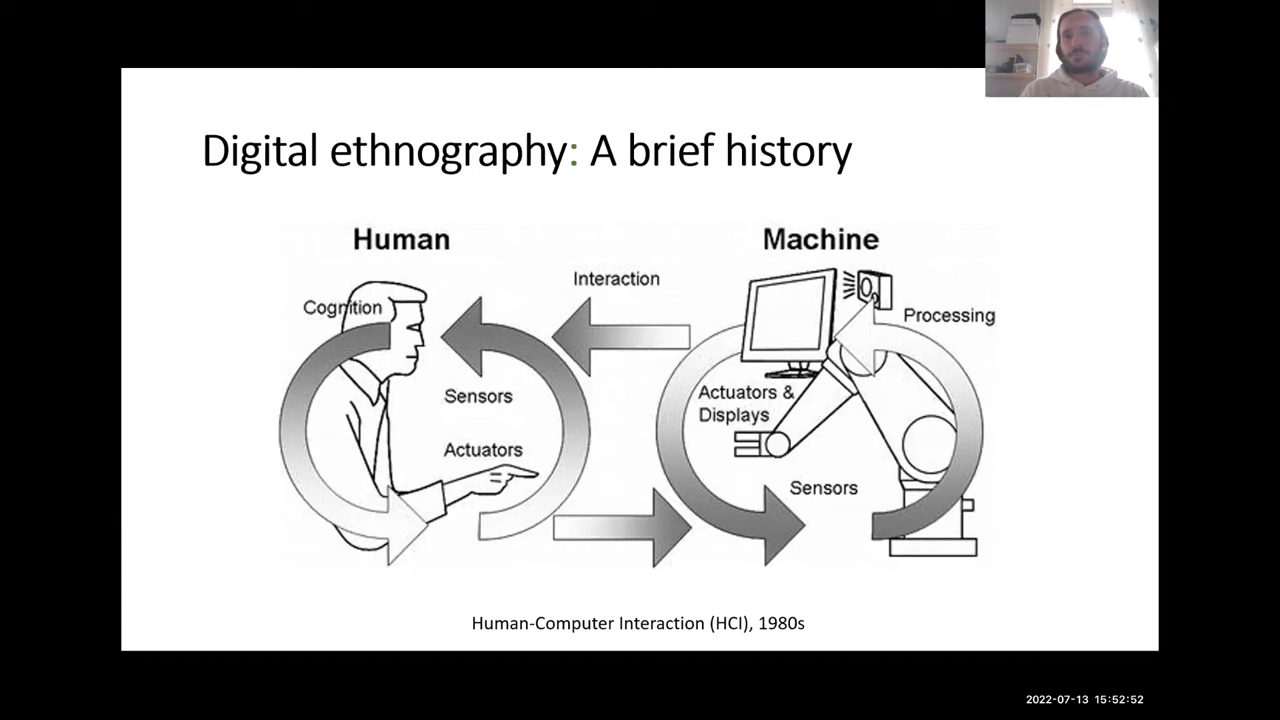 Digital ethnography: A brief history
Human
Machine
Interaction
Cognition
Processing
Sensors
Actuators &
Displays
Actuators
Sensors
Human-Computer Interaction (HCI), 1980s
2022-07-13 15:52:52